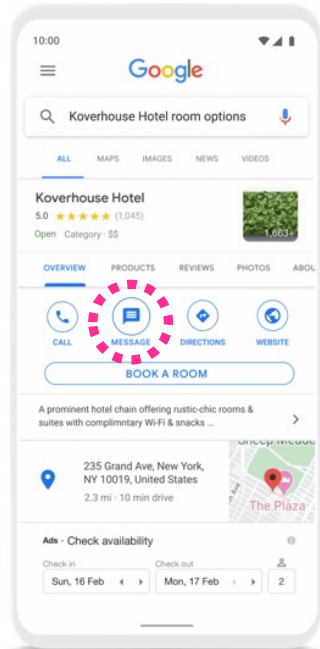 10:00
Google
Koverhouse Hotel room options
ALL MAPS IMAGES NEWS VIDEOS
Koverhouse Hotel
5.0 ★★★★★ (1,045)
1,663+
Open Category · $$
OVERVIEW PRODUCTS REVIEWS PHOTOS ABOU
CALL MESSAGE DIRECTIONS WEBSITE
BOOK A ROOM
A prominent hotel chain offering rustic-chic rooms &
suites with complimntary Wi-Fi & snacks ...
Sheep Meadow
235 Grand Ave, New York,
NY 10019, United States
2.3 mi · 10 min drive
The Plaza
Ads · Check availability
Check in Check out
Sun, 16 Feb Mon, 17 Feb 2